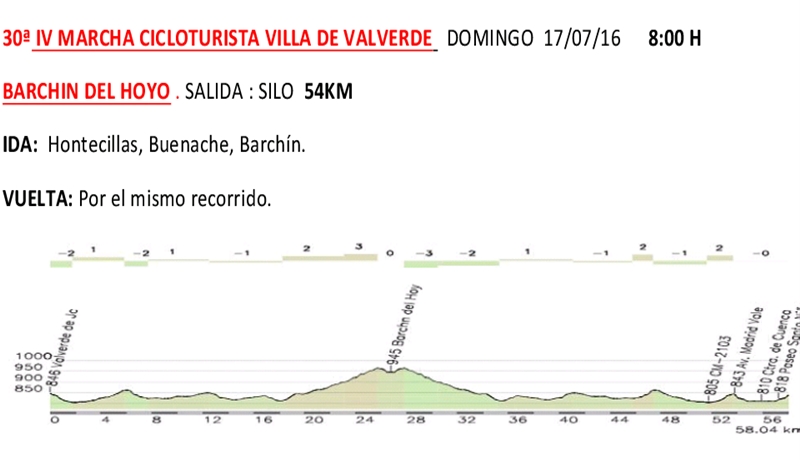 30ª IV MARCHA CICLOTURISTA VILLA DE VALVERDE DOMINGO 17/07/16 8:00 H
BARCHIN DEL HOYO . SALIDA : SILO 54KM
IDA: Hontecillas, Buenache, Barchín.
VUELTA: Por el mismo recorrido.
-2 1 -2 1 -1 2 3 0 -3 -2 1 -1 2 -1 2 -0
848 Valverde de Jc
945 Barchn del Hoy
805 CM-2103
843 Av. Madrid Vale
810 Ctra. de Cuenca
818 Paseo
1000
950
900
850
0 4 8 12 16 20 24 28 32 36 40 44 48 52 56
58.04 km